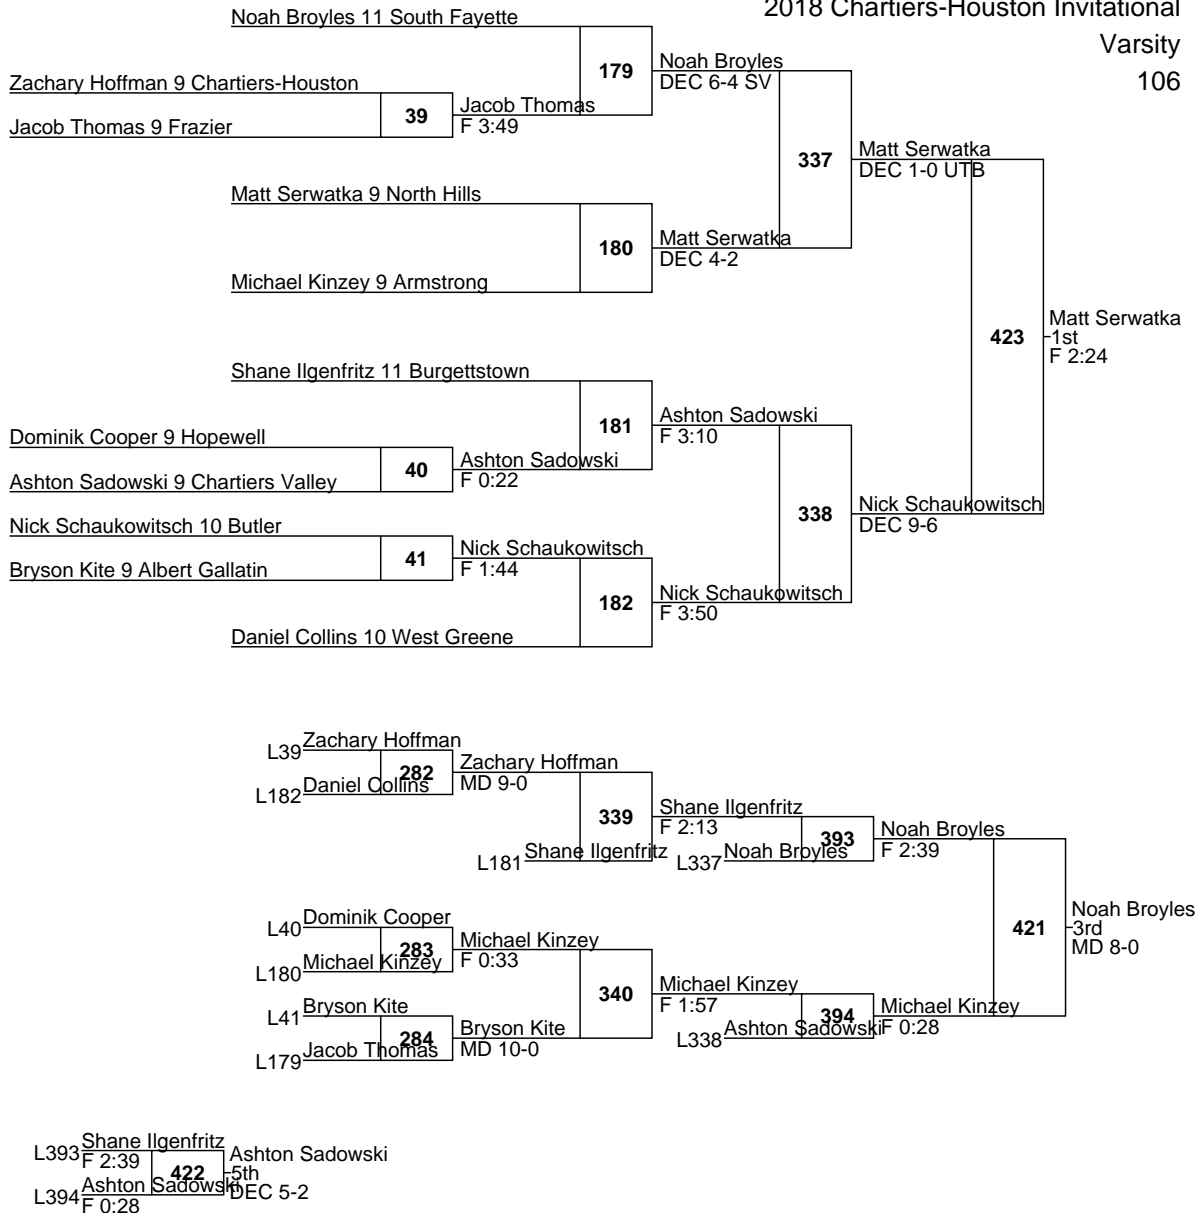 2018 Chartiers-Houston Invitational
Varsity
106
Noah Broyles 11 South Fayette
179
Noah Broyles
DEC 6-4 SV
Zachary Hoffman 9 Chartiers-Houston
39
Jacob Thomas
F 3:49
Jacob Thomas 9 Frazier
337
Matt Serwatka
DEC 1-0 UTB
Matt Serwatka 9 North Hills
180
Matt Serwatka
DEC 4-2
Michael Kinzey 9 Armstrong
423
Matt Serwatka
1st
F 2:24
Shane Ilgenfritz 11 Burgettstown
181
Ashton Sadowski
F 3:10
Dominik Cooper 9 Hopewell
40
Ashton Sadowski
F 0:22
Ashton Sadowski 9 Chartiers Valley
338
Nick Schaukowitsch
DEC 9-6
Nick Schaukowitsch 10 Butler
41
Nick Schaukowitsch
F 1:44
Bryson Kite 9 Albert Gallatin
182
Nick Schaukowitsch
F 3:50
Daniel Collins 10 West Greene
L39 Zachary Hoffman
282
Zachary Hoffman
MD 9-0
L182 Daniel Collins
339
Shane Ilgenfritz
F 2:13
L181 Shane Ilgenfritz
L337 Noah Broyles
393
Noah Broyles
F 2:39
L40 Dominik Cooper
283
Michael Kinzey
F 0:33
L180 Michael Kinzey
421
Noah Broyles
3rd
MD 8-0
340
Michael Kinzey
F 1:57
L41 Bryson Kite
284
Bryson Kite
MD 10-0
L179 Jacob Thomas
L338 Ashton Sadowski
394
Michael Kinzey
F 0:28
L393 Shane Ilgenfritz
F 2:39
422
Ashton Sadowski
5th
DEC 5-2
L394 Ashton Sadowski
F 0:28